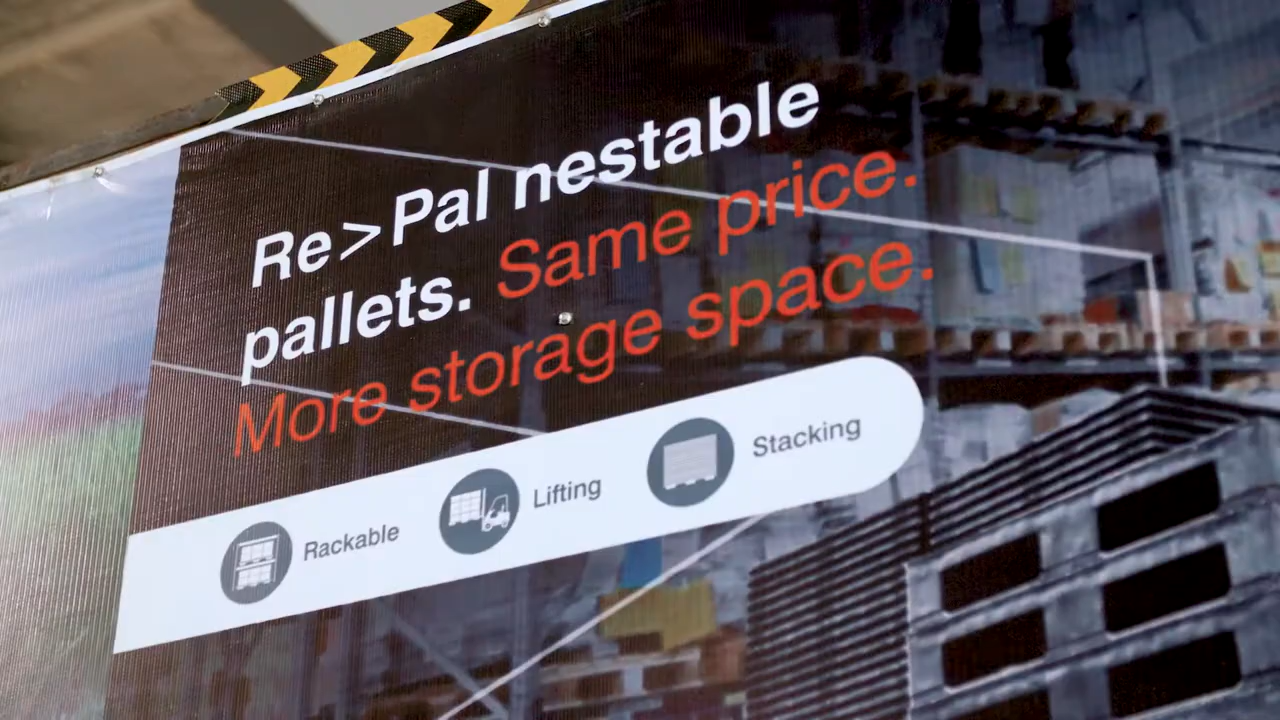 Re>Pal nestable
pallets. Same price.
More storage space.
Rackable
Lifting
Stacking